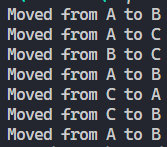 Moved from A to B
Moved from A to C
Moved from B to C
Moved from A to B
Moved from C to A
Moved from C to B
Moved from A to B